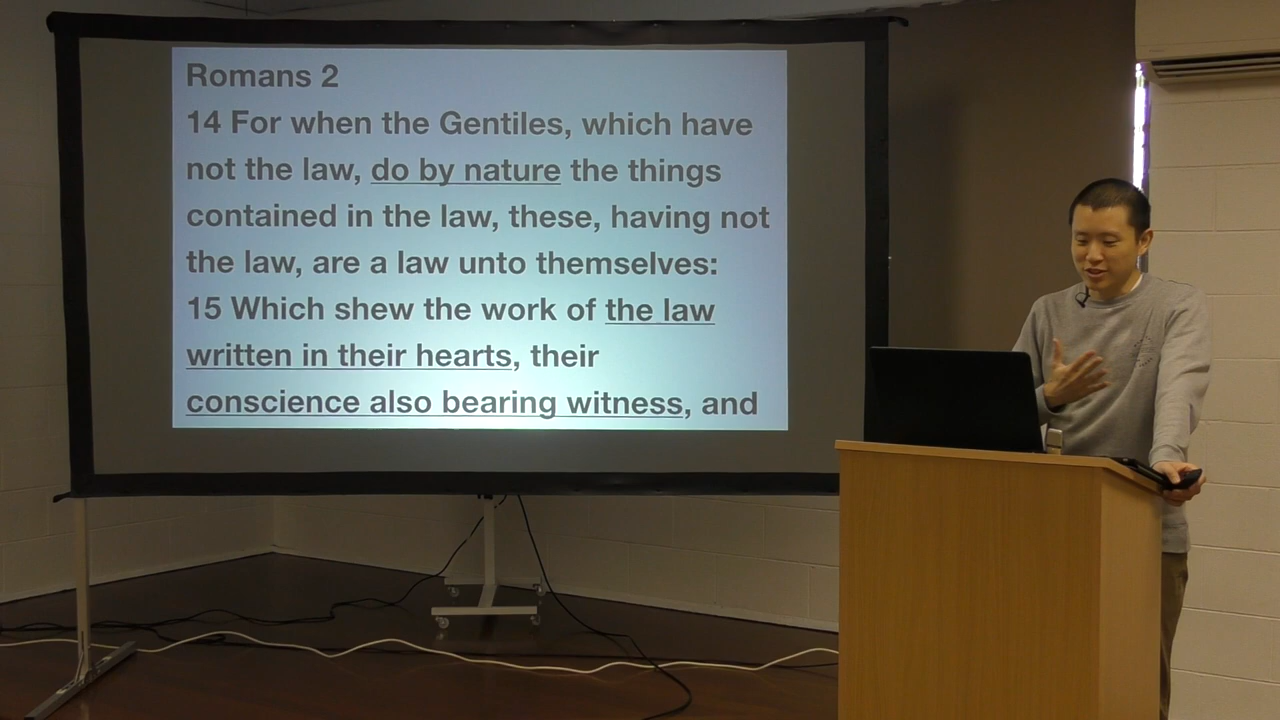 Romans 2
14 For when the Gentiles, which have
not the law, do by nature the things
contained in the law, these, having not
the law, are a law unto themselves:
15 Which shew the work of the law
written in their hearts, their
conscience also bearing witness, and